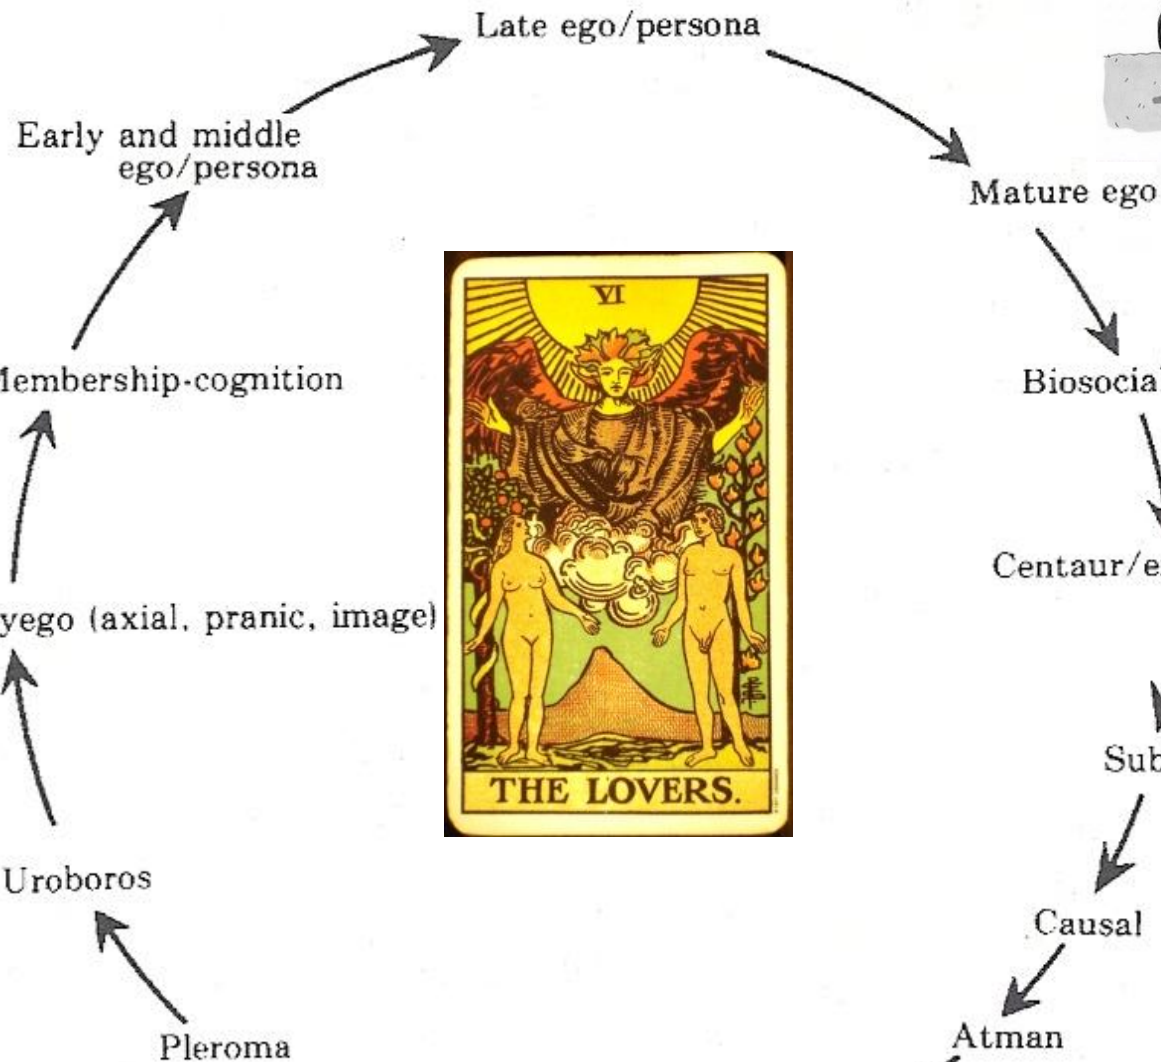 Late ego/persona
Early and middle
ego/persona
Mature ego
VI
Membership-cognition
Biosocial
Centaur/e
yego (axial, pranic, image)
THE LOVERS.
Sub
Uroboros
Causal
Pleroma
Atman